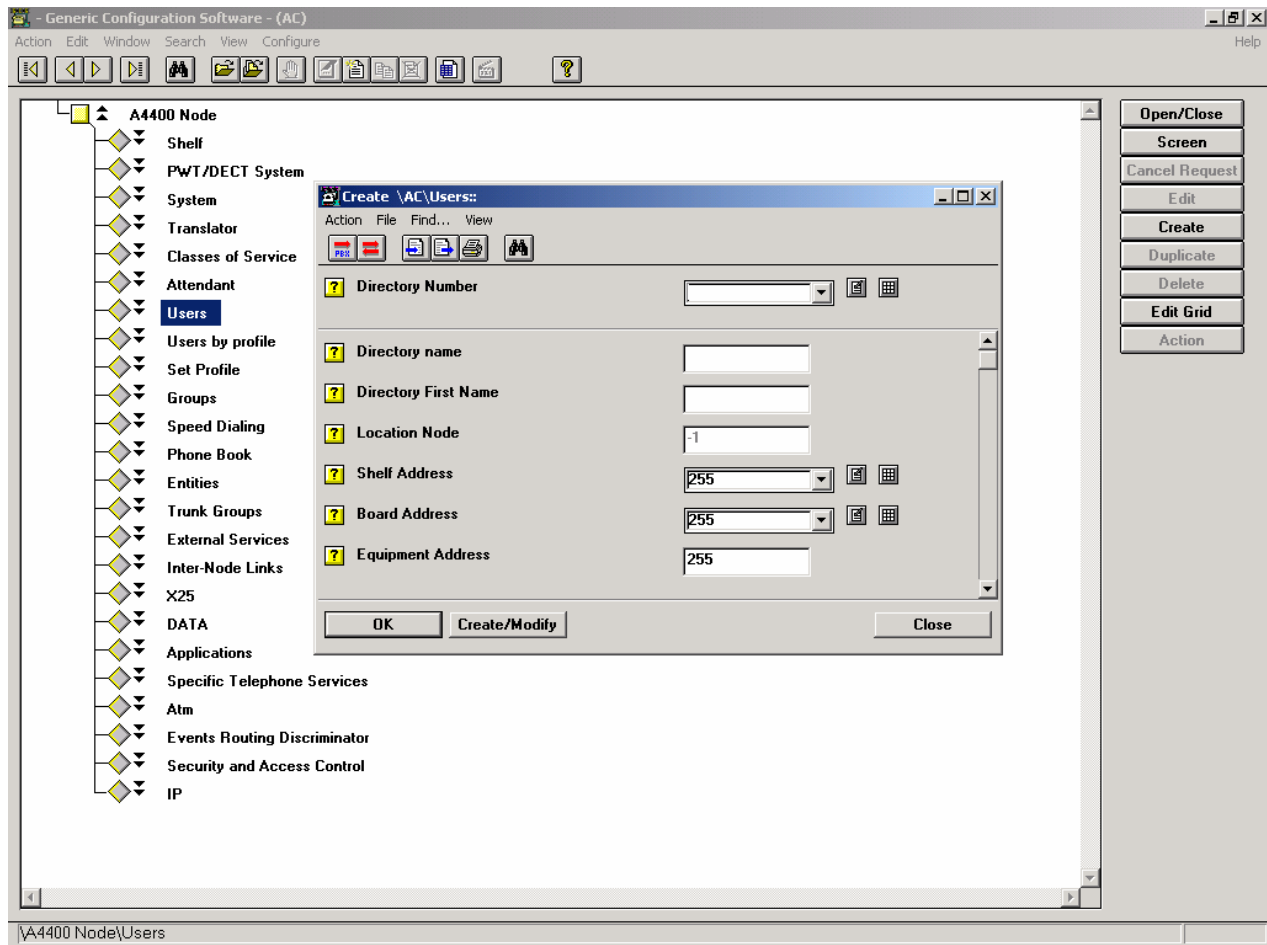 - Generic Configuration Software - (AC)
Action Edit Window Search View Configure Help
A4400 Node
Shelf
PWT/DECT System
System
Translator
Classes of Service
Attendant
Users
Users by profile
Set Profile
Groups
Speed Dialing
Phone Book
Entities
Trunk Groups
External Services
Inter-Node Links
X25
DATA
Applications
Specific Telephone Services
Atm
Events Routing Discriminator
Security and Access Control
IP
Create \AC\Users::
Action File Find... View
PBX
? Directory Number
? Directory name
? Directory First Name
? Location Node -1
? Shelf Address 255
? Board Address 255
? Equipment Address 255
OK Create/Modify Close
Open/Close
Screen
Cancel Request
Edit
Create
Duplicate
Delete
Edit Grid
Action
\A4400 Node\Users